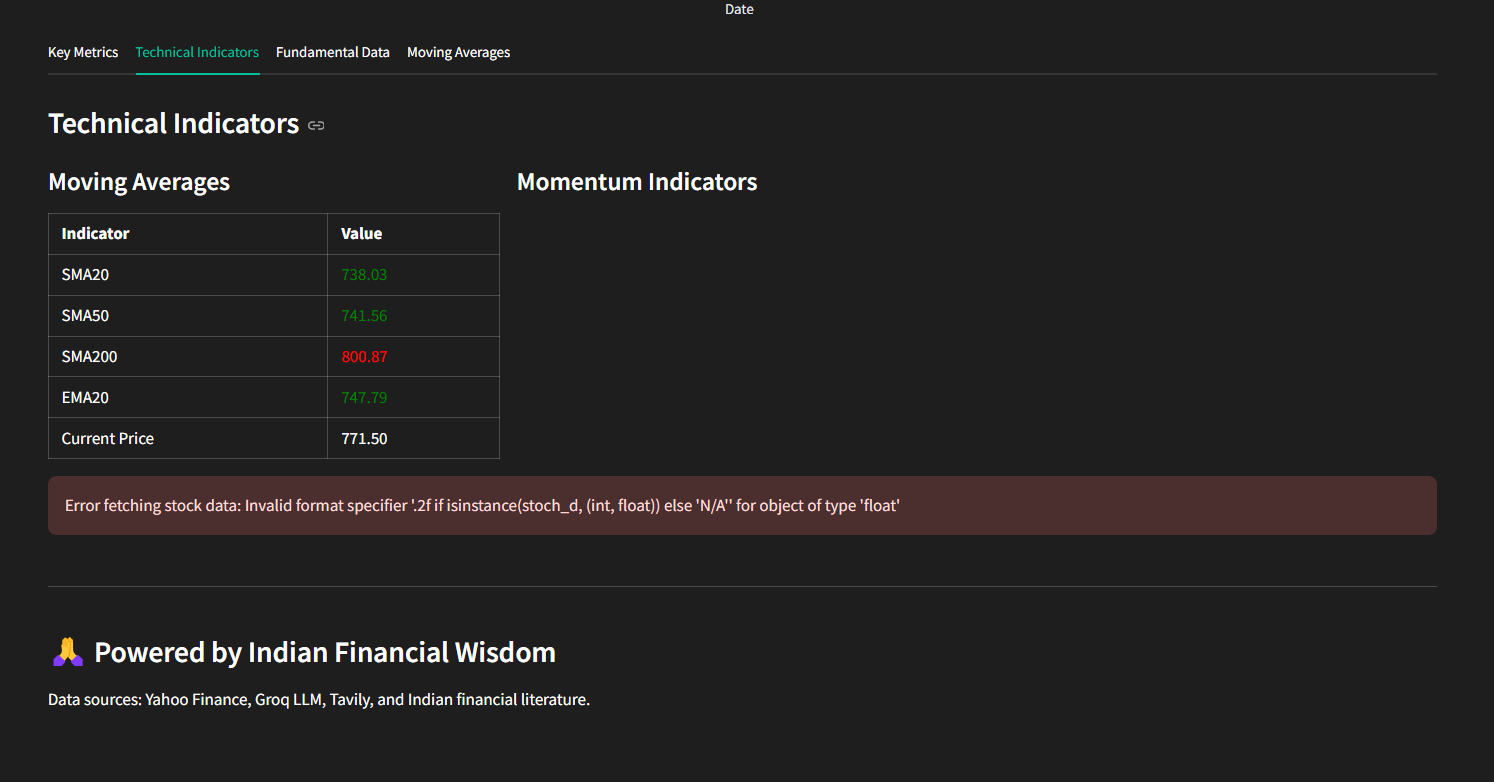 Date
Key Metrics Technical Indicators Fundamental Data Moving Averages
Technical Indicators
Moving Averages
Indicator Value
SMA20 738.03
SMA50 741.56
SMA200 800.87
EMA20 747.79
Current Price 771.50
Momentum Indicators
Error fetching stock data: Invalid format specifier '.2f if isinstance(stoch_d, (int, float)) else 'N/A'' for object of type 'float'
🙏 Powered by Indian Financial Wisdom
Data sources: Yahoo Finance, Groq LLM, Tavily, and Indian financial literature.